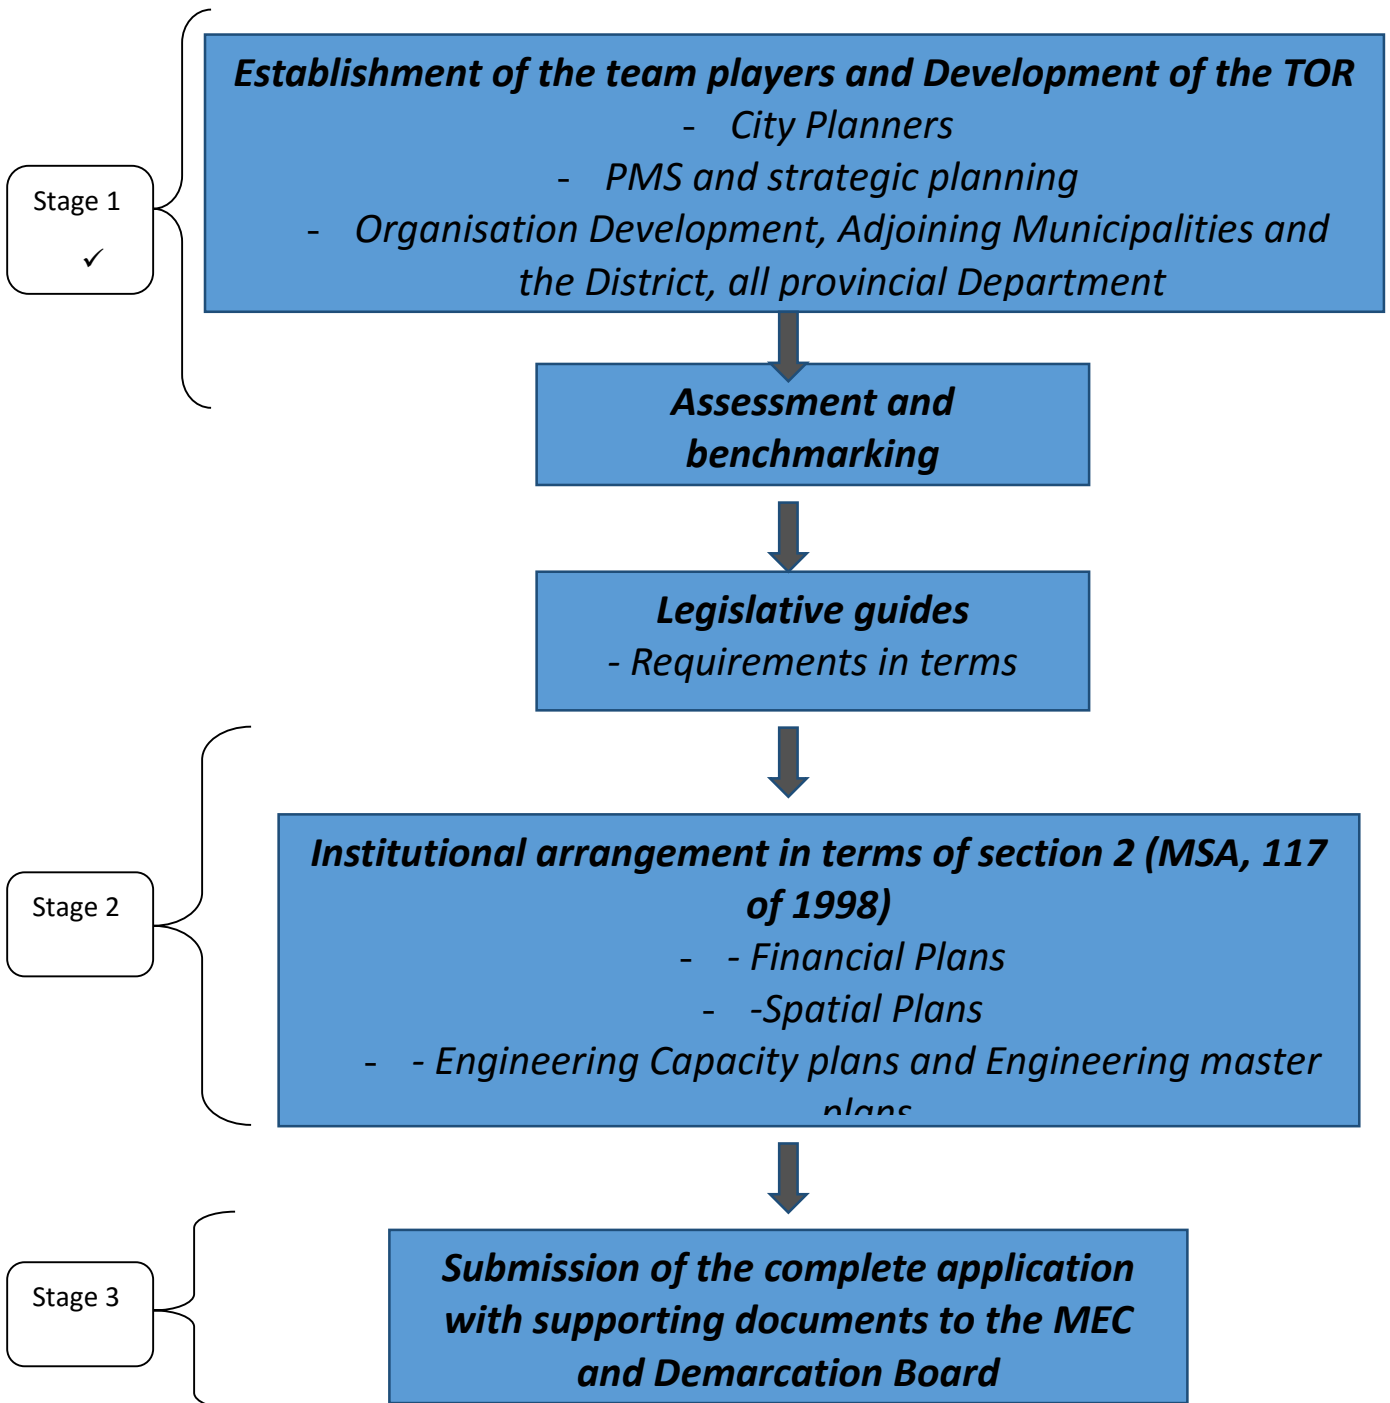 Establishment of the team players and Development of the TOR
- City Planners
- PMS and strategic planning
- Organisation Development, Adjoining Municipalities and
the District, all provincial Department
Stage 1
✓
Assessment and
benchmarking
Legislative guides
- Requirements in terms
Institutional arrangement in terms of section 2 (MSA, 117
of 1998)
- - Financial Plans
- -Spatial Plans
- - Engineering Capacity plans and Engineering master
plans
Stage 2
Submission of the complete application
with supporting documents to the MEC
and Demarcation Board
Stage 3